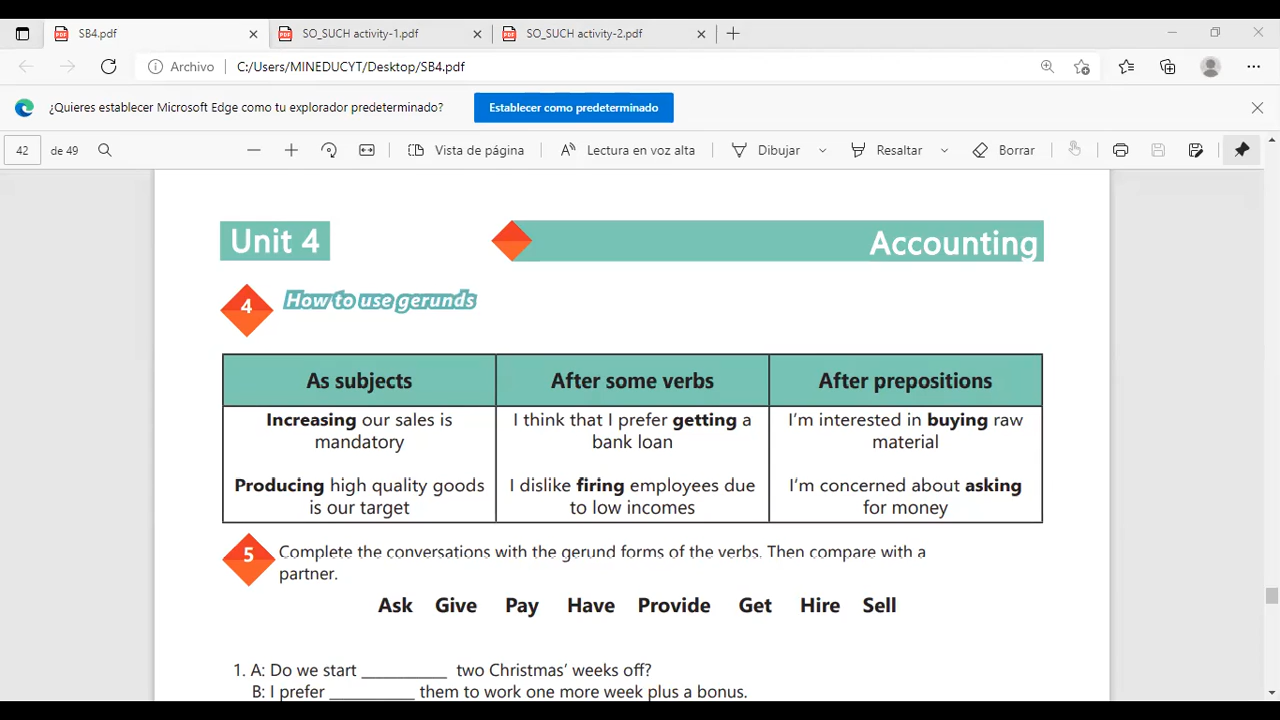 SB4.pdf
SO_SUCH activity-1.pdf
SO_SUCH activity-2.pdf
Archivo
C:/Users/MINEDUCYT/Desktop/SB4.pdf
¿Quieres establecer Microsoft Edge como tu explorador predeterminado?
Establecer como predeterminado
42 de 49
Vista de página
Lectura en voz alta
Dibujar
Resaltar
Borrar
Unit 4
Accounting
4 How to use gerunds
As subjects
After some verbs
After prepositions
Increasing our sales is
mandatory
I think that I prefer getting a
bank loan
I'm interested in buying raw
material
Producing high quality goods
is our target
I dislike firing employees due
to low incomes
I'm concerned about asking
for money
5 Complete the conversations with the gerund forms of the verbs. Then compare with a
partner.
Ask Give Pay Have Provide Get Hire Sell
1. A: Do we start __________ two Christmas' weeks off?
B: I prefer __________ them to work one more week plus a bonus.